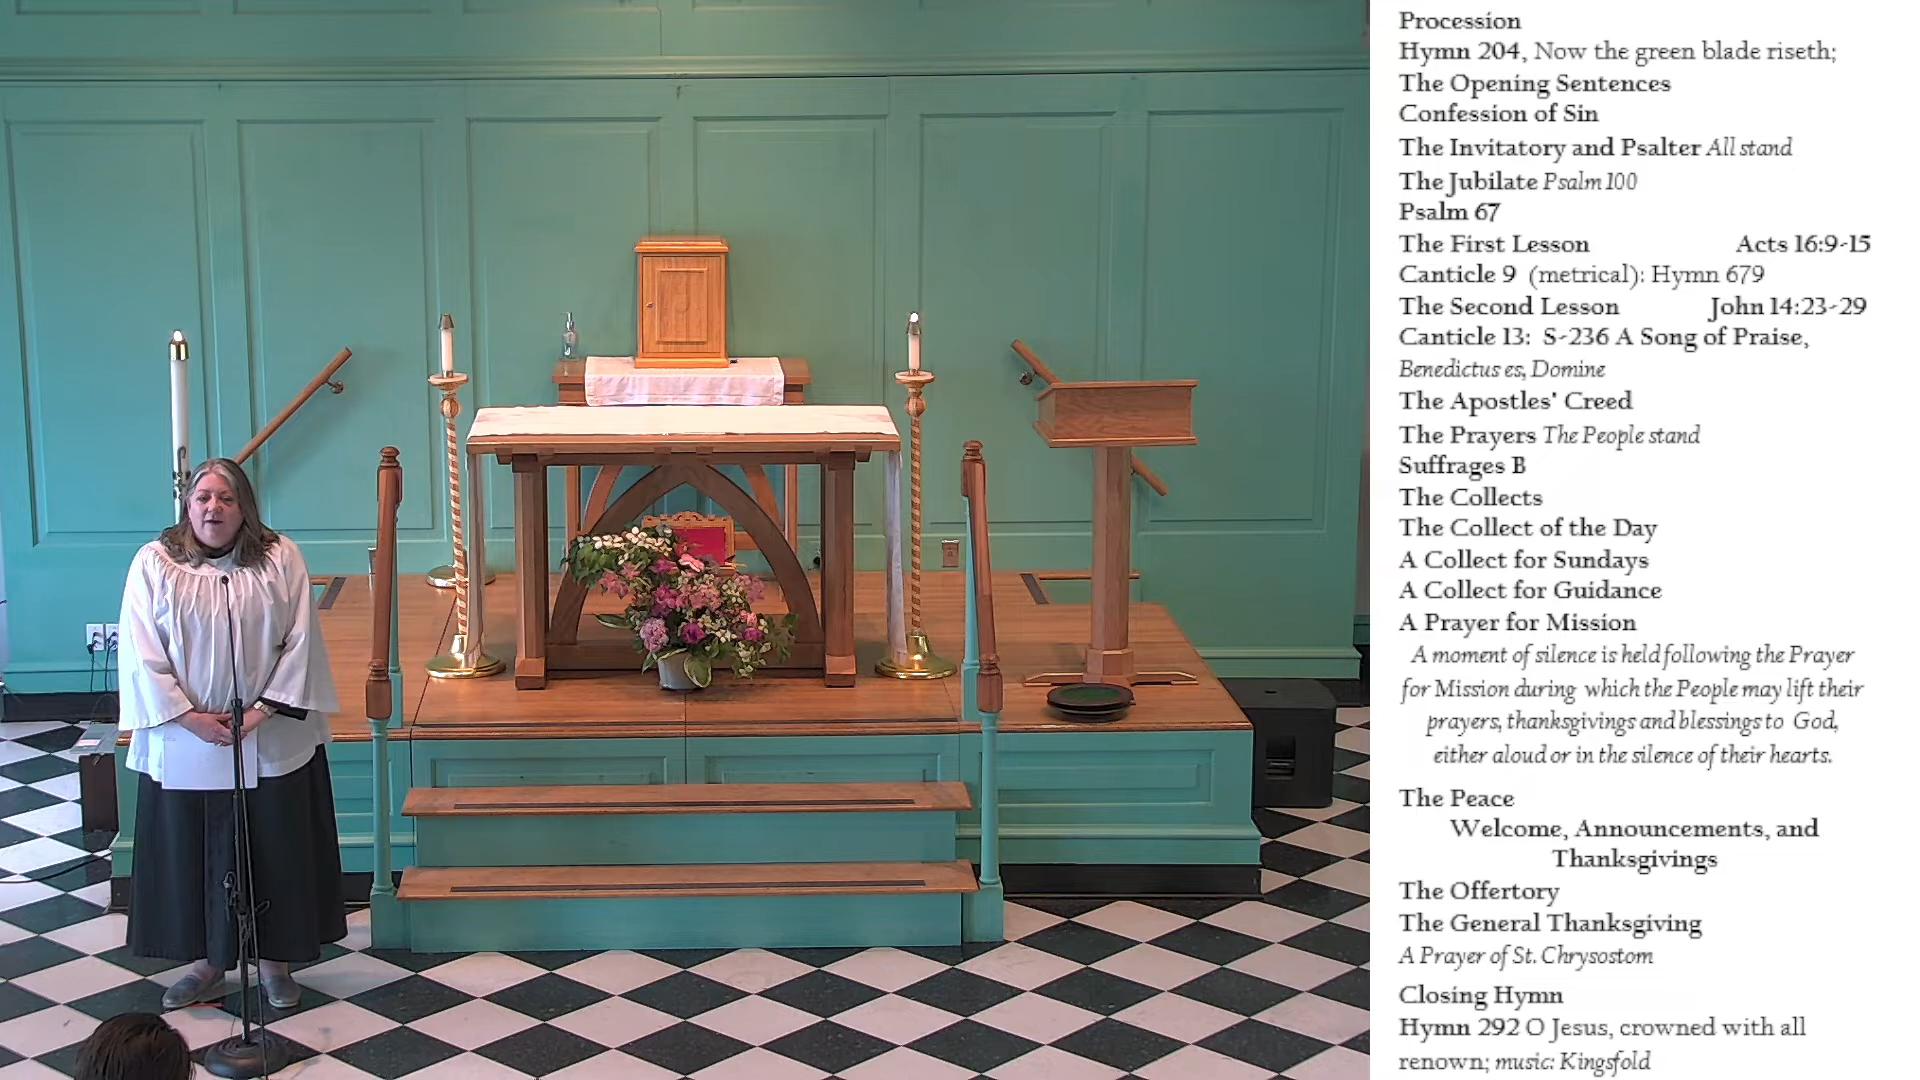 Procession
Hymn 204, Now the green blade riseth;
The Opening Sentences
Confession of Sin
The Invitatory and Psalter All stand
The Jubilate Psalm 100
Psalm 67
The First Lesson Acts 16:9-15
Canticle 9 (metrical): Hymn 679
The Second Lesson John 14:23-29
Canticle 13: S-236 A Song of Praise,
Benedictus es, Domine
The Apostles' Creed
The Prayers The People stand
Suffrages B
The Collects
The Collect of the Day
A Collect for Sundays
A Collect for Guidance
A Prayer for Mission
A moment of silence is held following the Prayer
for Mission during which the People may lift their
prayers, thanksgivings and blessings to God,
either aloud or in the silence of their hearts.
The Peace
Welcome, Announcements, and
Thanksgivings
The Offertory
The General Thanksgiving
A Prayer of St. Chrysostom
Closing Hymn
Hymn 292 O Jesus, crowned with all
renown; music: Kingsfold